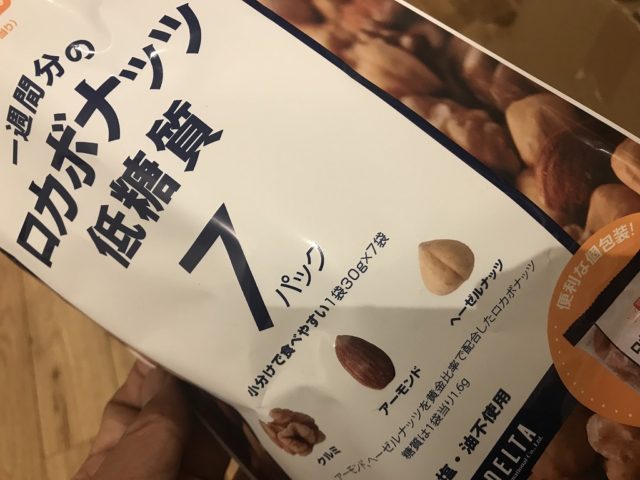 一週間分の
ロカボナッツ
低糖質
7パック
小分けで食べやすい1袋30g×7袋
クルミ
アーモンド
ヘーゼルナッツ
アーモンド、ヘーゼルナッツを黄金比率で配合したロカボナッツ
糖質は1袋当り1.6g
塩・油不使用
DELTA
便利な個包装!